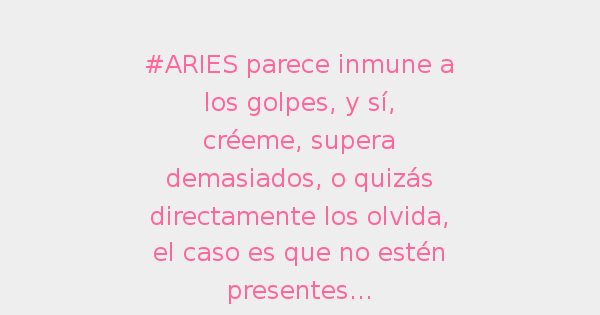 #ARIES parece inmune a
los golpes, y sí,
créeme, supera
demasiados, o quizás
directamente los olvida,
el caso es que no estén
presentes...